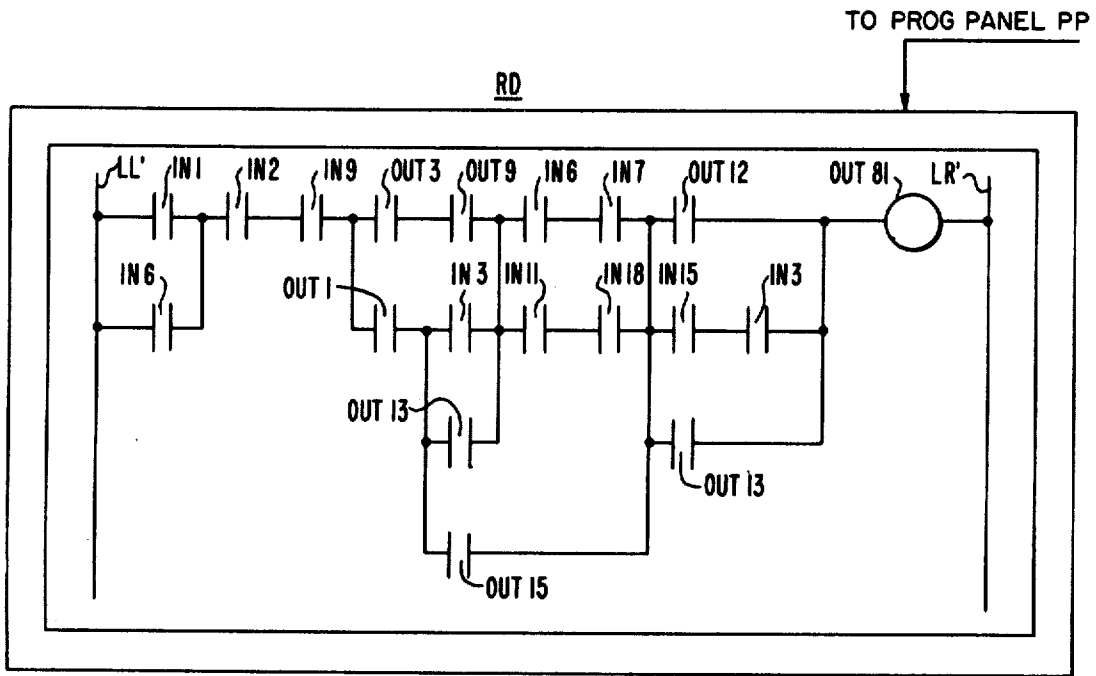 TO PROG PANEL PP
RD
LL' IN1 IN2 IN9 OUT 3 OUT 9 IN6 IN7 OUT 12 OUT 81 LR'
IN6 OUT 1 IN 3 IN11 IN18 IN15 IN3
OUT 13 OUT 13
OUT 15